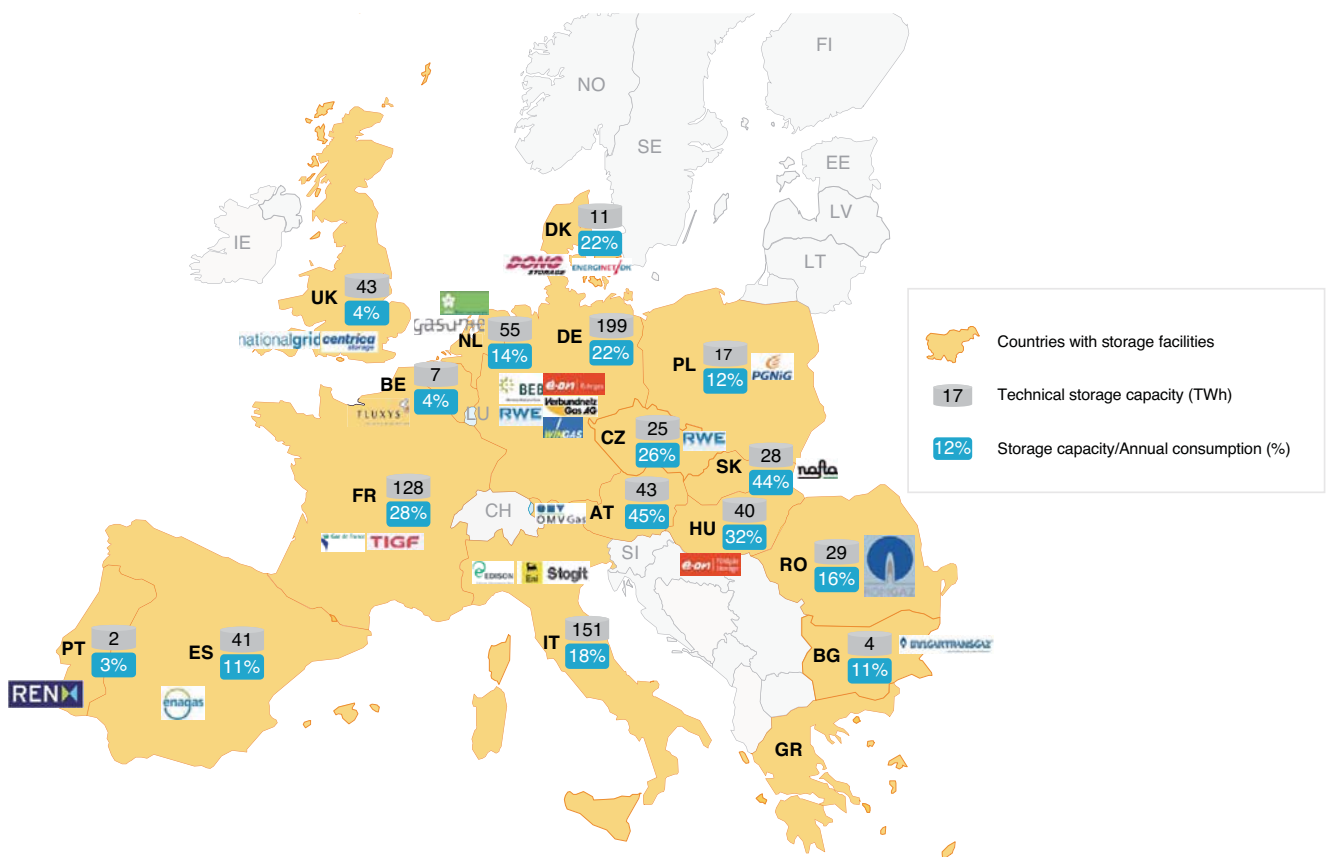 FI
NO
SE
EE
LV
LT
IE
DK
11
22%
DONG
STORAGE
ENERGINET/DK
UK
43
4%
nationalgrid
centrica
storage
gasunie
NL
55
14%
DE
199
22%
PL
17
12%
PGNiG
BE
7
4%
FLUXYS
LU
BEB
e·on
RWE
Verbundnetz
Gas AG
WINGAS
CZ
25
26%
RWE
SK
28
44%
nafta
FR
128
28%
TIGF
CH
OMV
OMVGas
AT
43
45%
HU
40
32%
e·on
SI
RO
29
16%
ROMGAZ
EDISON
Eni
Stogit
IT
151
18%
PT
2
3%
REN
ES
41
11%
enagas
BG
4
11%
BULGARTRANSGAZ
GR
Countries with storage facilities
17
Technical storage capacity (TWh)
12%
Storage capacity/Annual consumption (%)